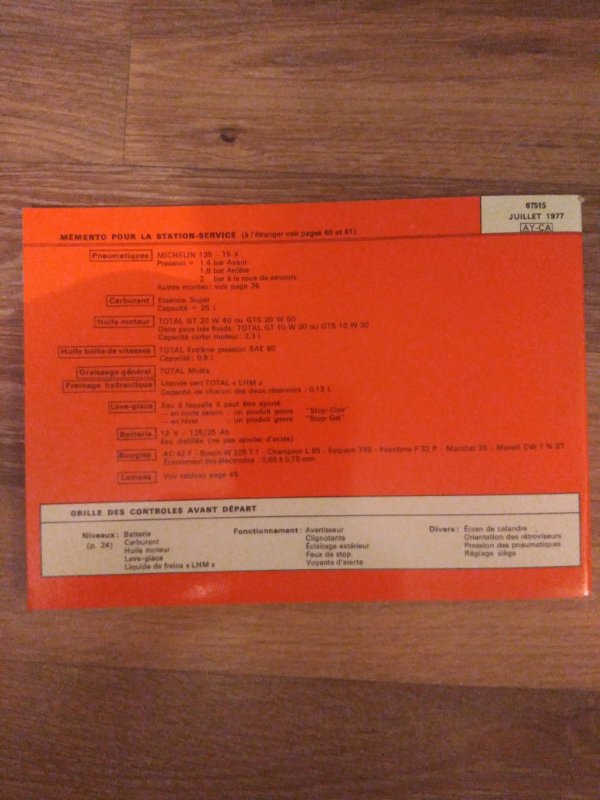 07515
JUILLET 1977
AY-CA
MÉMENTO POUR LA STATION-SERVICE (à l'étranger voir pages 40 et 41)
Pneumatiques MICHELIN 135 - 15 X
Pression = 1,4 bar Avant
1,8 bar Arrière
2 bar à la roue de secours
Autres montes: voir page 26
Carburant Essence Super
Capacité = 25 L
Huile moteur TOTAL GT 20 W 40 ou GTS 20 W 50
Dans pays très froids: TOTAL GT 10 W 30 ou GTS 10 W 30
Capacité carter moteur: 2,3 L
Huile boîte de vitesses TOTAL Extrême pression SAE 80
Capacité: 0,9 L
Graissage général TOTAL Multis
Freinage hydraulique Liquide vert TOTAL « LHM »
Capacité de chacun des deux réservoirs: 0,13 L
Lave-glace Eau à laquelle il peut être ajouté:
— en toute saison : un produit genre "Stop-Clair"
— en hiver : un produit genre "Stop-Gel"
Batterie 12 V - 125/25 Ah
Eau distillée (ne pas ajouter d'acide)
Bougies AC 42 F - Bosch W 225 T 1 - Champion L 85 - Eyquem 755 - Firestone F 32 P - Marchal 35 - Marelli CW 1 N-8T
Ecartement des électrodes : 0,65 à 0,75 mm
Lampes Voir tableau page 46
GRILLE DES CONTROLES AVANT DÉPART
Niveaux: Batterie Fonctionnement: Avertisseur Divers: Écran de calandre
(p. 24) Carburant Clignotants Orientation des rétroviseurs
Huile moteur Éclairage extérieur Pression des pneumatiques
Lave-glace Feux de stop Réglage siège
Liquide de freins « LHM » Voyants d'alerte